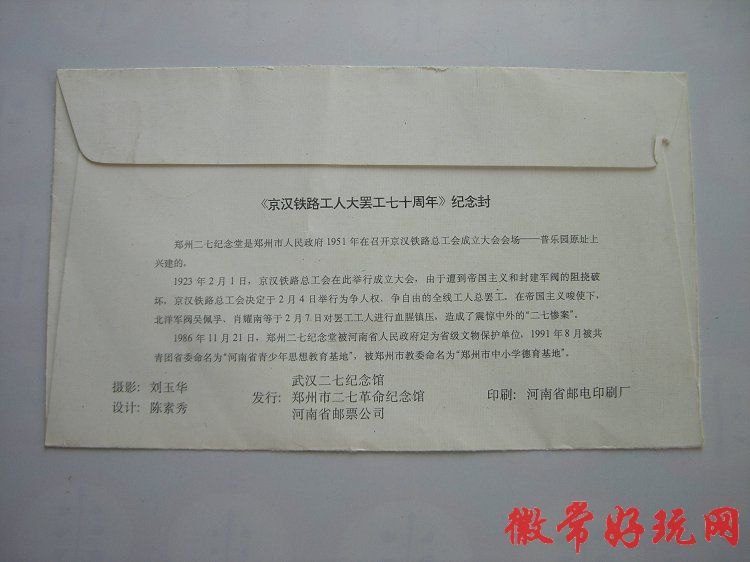 《京汉铁路工人大罢工七十周年》纪念封
郑州二七纪念堂是郑州市人民政府1951年在召开京汉铁路总工会成立大会会场——普乐园原址上
兴建的。
1923年2月1日，京汉铁路总工会在此举行成立大会，由于遭到帝国主义和封建军阀的阻挠破
坏，京汉铁路总工会决定于2月4日举行为争人权、争自由的全线工人总罢工。在帝国主义唆使下，
北洋军阀吴佩孚、肖耀南等于2月7日对罢工工人进行血腥镇压，造成了震惊中外的“二七惨案”。
1986年11月21日，郑州二七纪念堂被河南省人民政府定为省级文物保护单位，1991年8月被共
青团省委命名为“河南省青少年思想教育基地”，被郑州市教委命名为“郑州市中小学德育基地”。
摄影：刘玉华
设计：陈素秀
武汉二七纪念馆
发行：郑州市二七革命纪念馆
河南省邮票公司
印刷：河南省邮电印刷厂
徽常好玩网